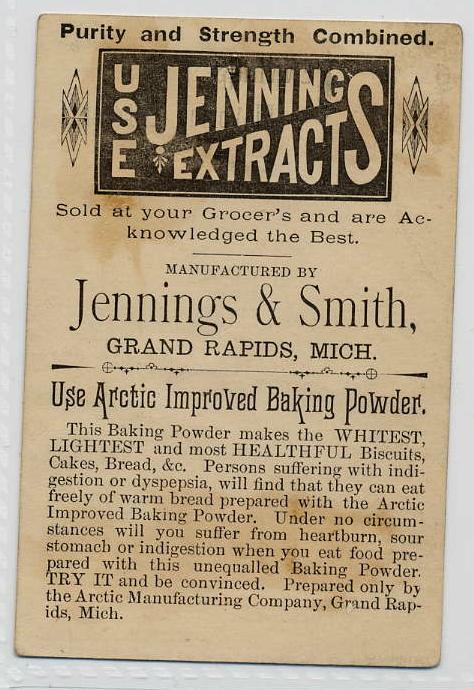 Purity and Strength Combined.
USE JENNINGS
EXTRACTS
Sold at your Grocer's and are Ac-
knowledged the Best.
MANUFACTURED BY
Jennings & Smith,
GRAND RAPIDS, MICH.
Use Arctic Improved Baking Powder.
This Baking Powder makes the WHITEST,
LIGHTEST and most HEALTHFUL Biscuits,
Cakes, Bread, &c. Persons suffering with indi-
gestion or dyspepsia, will find that they can eat
freely of warm bread prepared with the Arctic
Improved Baking Powder. Under no circum-
stances will you suffer from heartburn, sour
stomach or indigestion when you eat food pre-
pared with this unequalled Baking Powder.
TRY IT and be convinced. Prepared only by
the Arctic Manufacturing Company, Grand Rap-
ids, Mich.